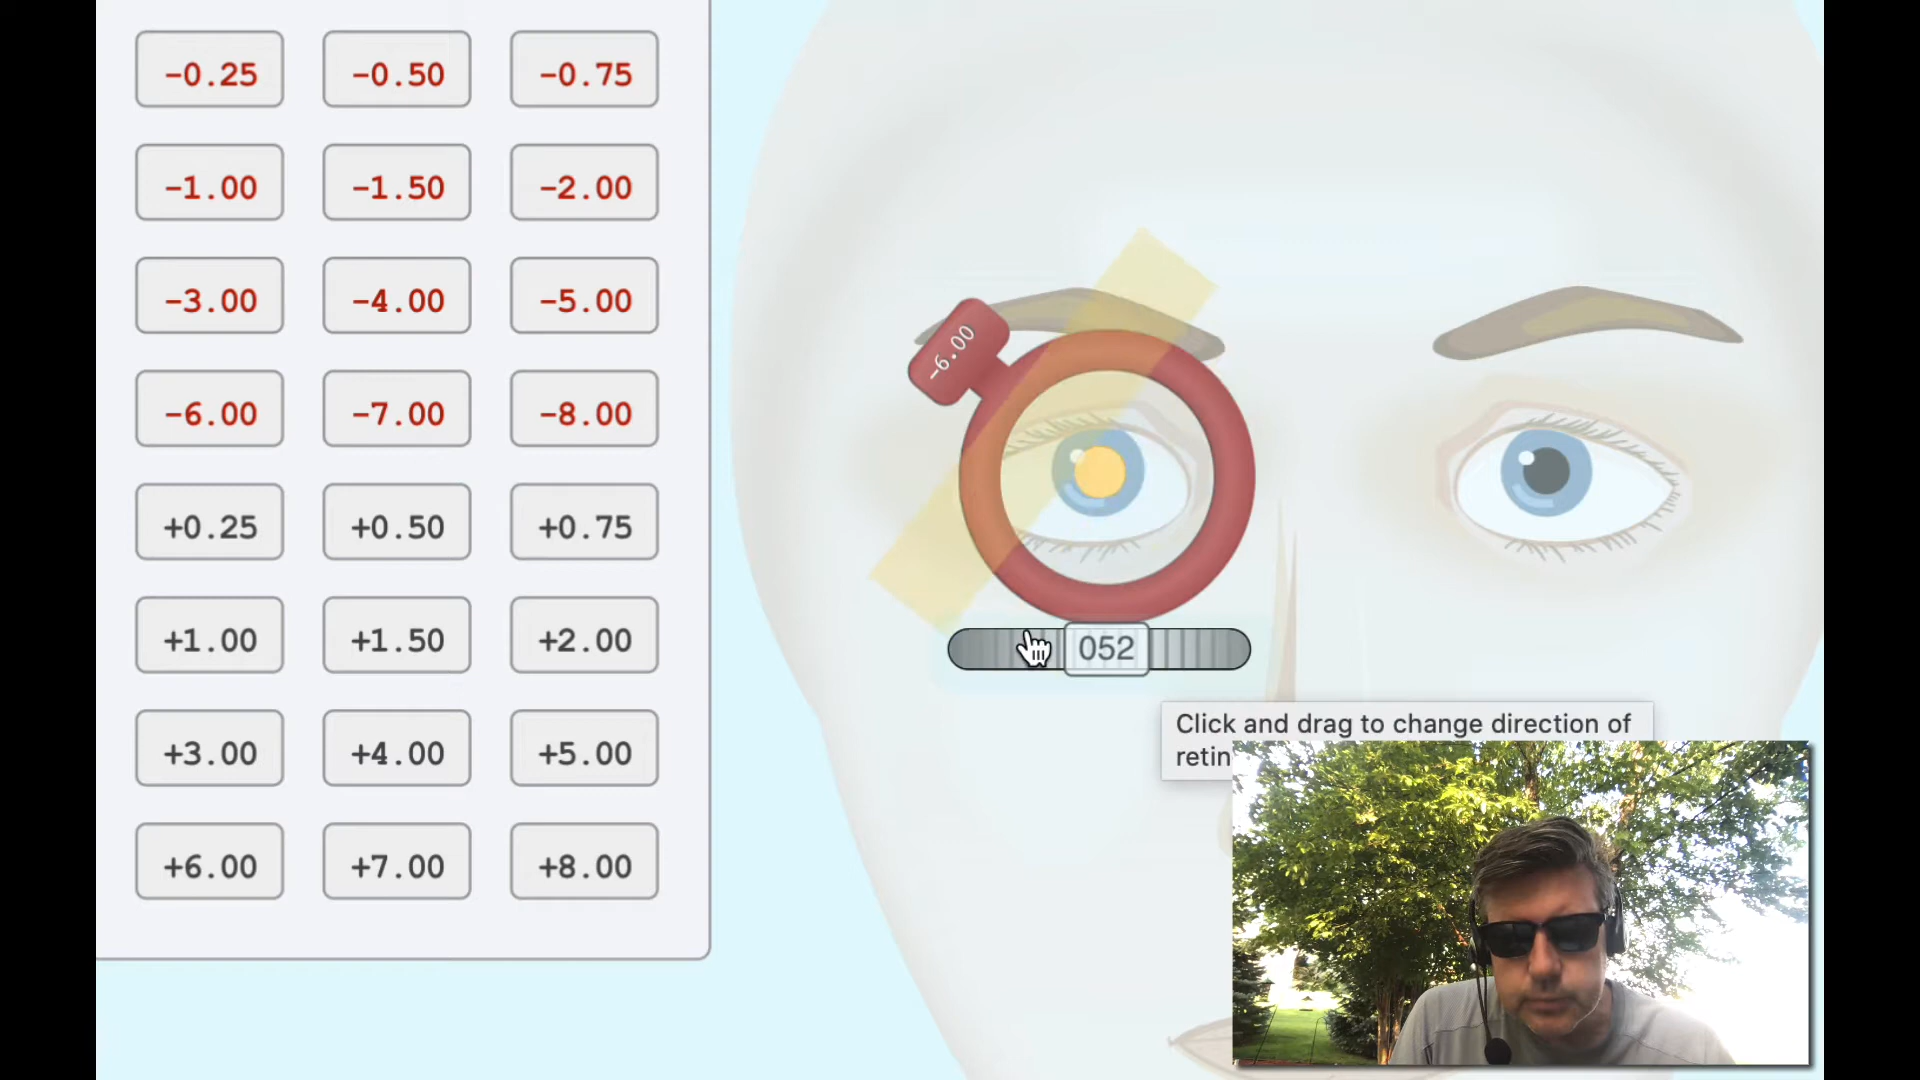 -0.25 -0.50 -0.75
-1.00 -1.50 -2.00
-3.00 -4.00 -5.00
-6.00 -7.00 -8.00
+0.25 +0.50 +0.75
+1.00 +1.50 +2.00
+3.00 +4.00 +5.00
+6.00 +7.00 +8.00
-6.00
052
Click and drag to change direction of
retin